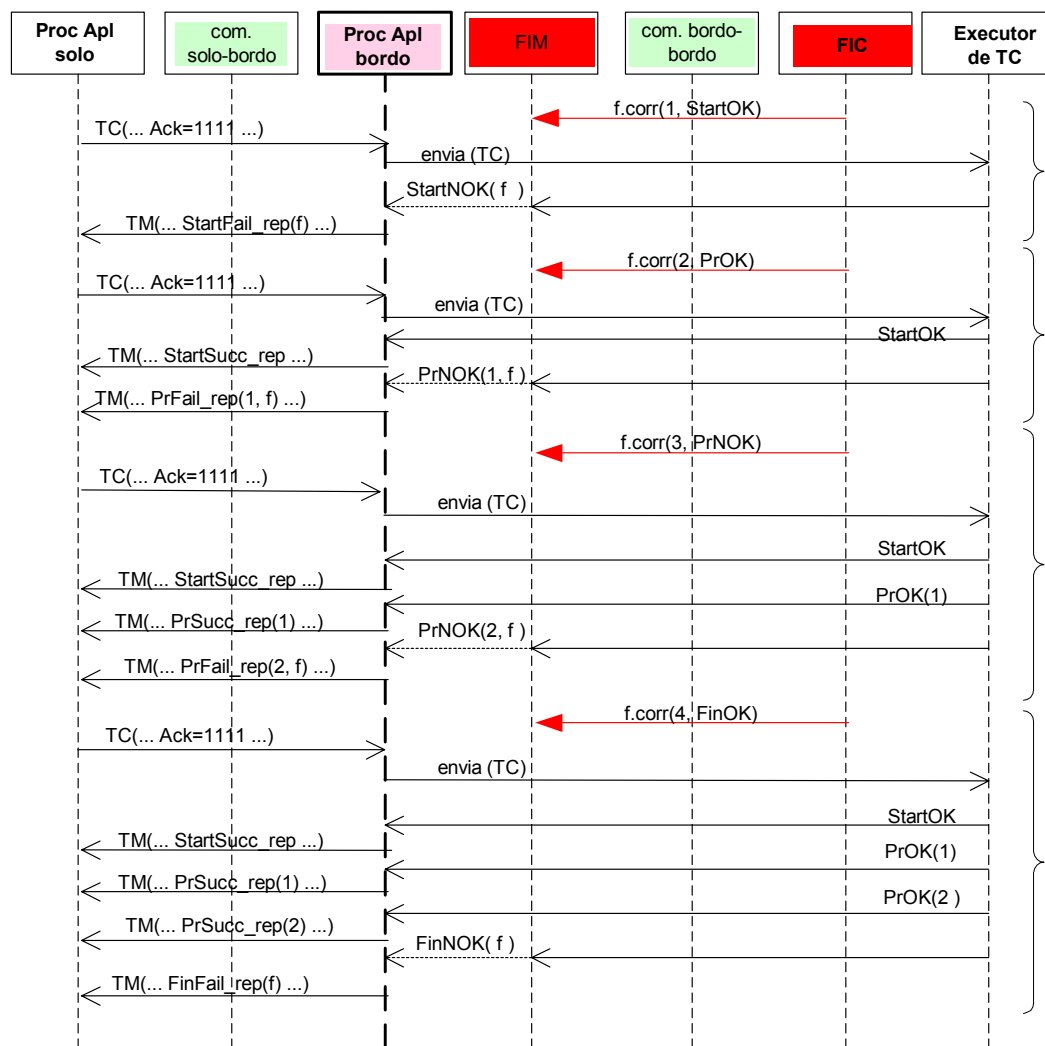 Proc Apl
solo
com.
solo-bordo
Proc Apl
bordo
FIM
com. bordo-
bordo
FIC
Executor
de TC
f.corr(1, StartOK)
TC(... Ack=1111 ...)
envia (TC)
StartNOK( f )
TM(... StartFail_rep(f) ...)
f.corr(2, PrOK)
TC(... Ack=1111 ...)
envia (TC)
StartOK
TM(... StartSucc_rep ...)
PrNOK(1, f )
TM(... PrFail_rep(1, f) ...)
f.corr(3, PrNOK)
TC(... Ack=1111 ...)
envia (TC)
StartOK
TM(... StartSucc_rep ...)
PrOK(1)
TM(... PrSucc_rep(1) ...)
PrNOK(2, f )
TM(... PrFail_rep(2, f) ...)
f.corr(4, FinOK)
TC(... Ack=1111 ...)
envia (TC)
StartOK
TM(... StartSucc_rep ...)
PrOK(1)
TM(... PrSucc_rep(1) ...)
PrOK(2 )
TM(... PrSucc_rep(2) ...)
FinNOK( f )
TM(... FinFail_rep(f) ...)